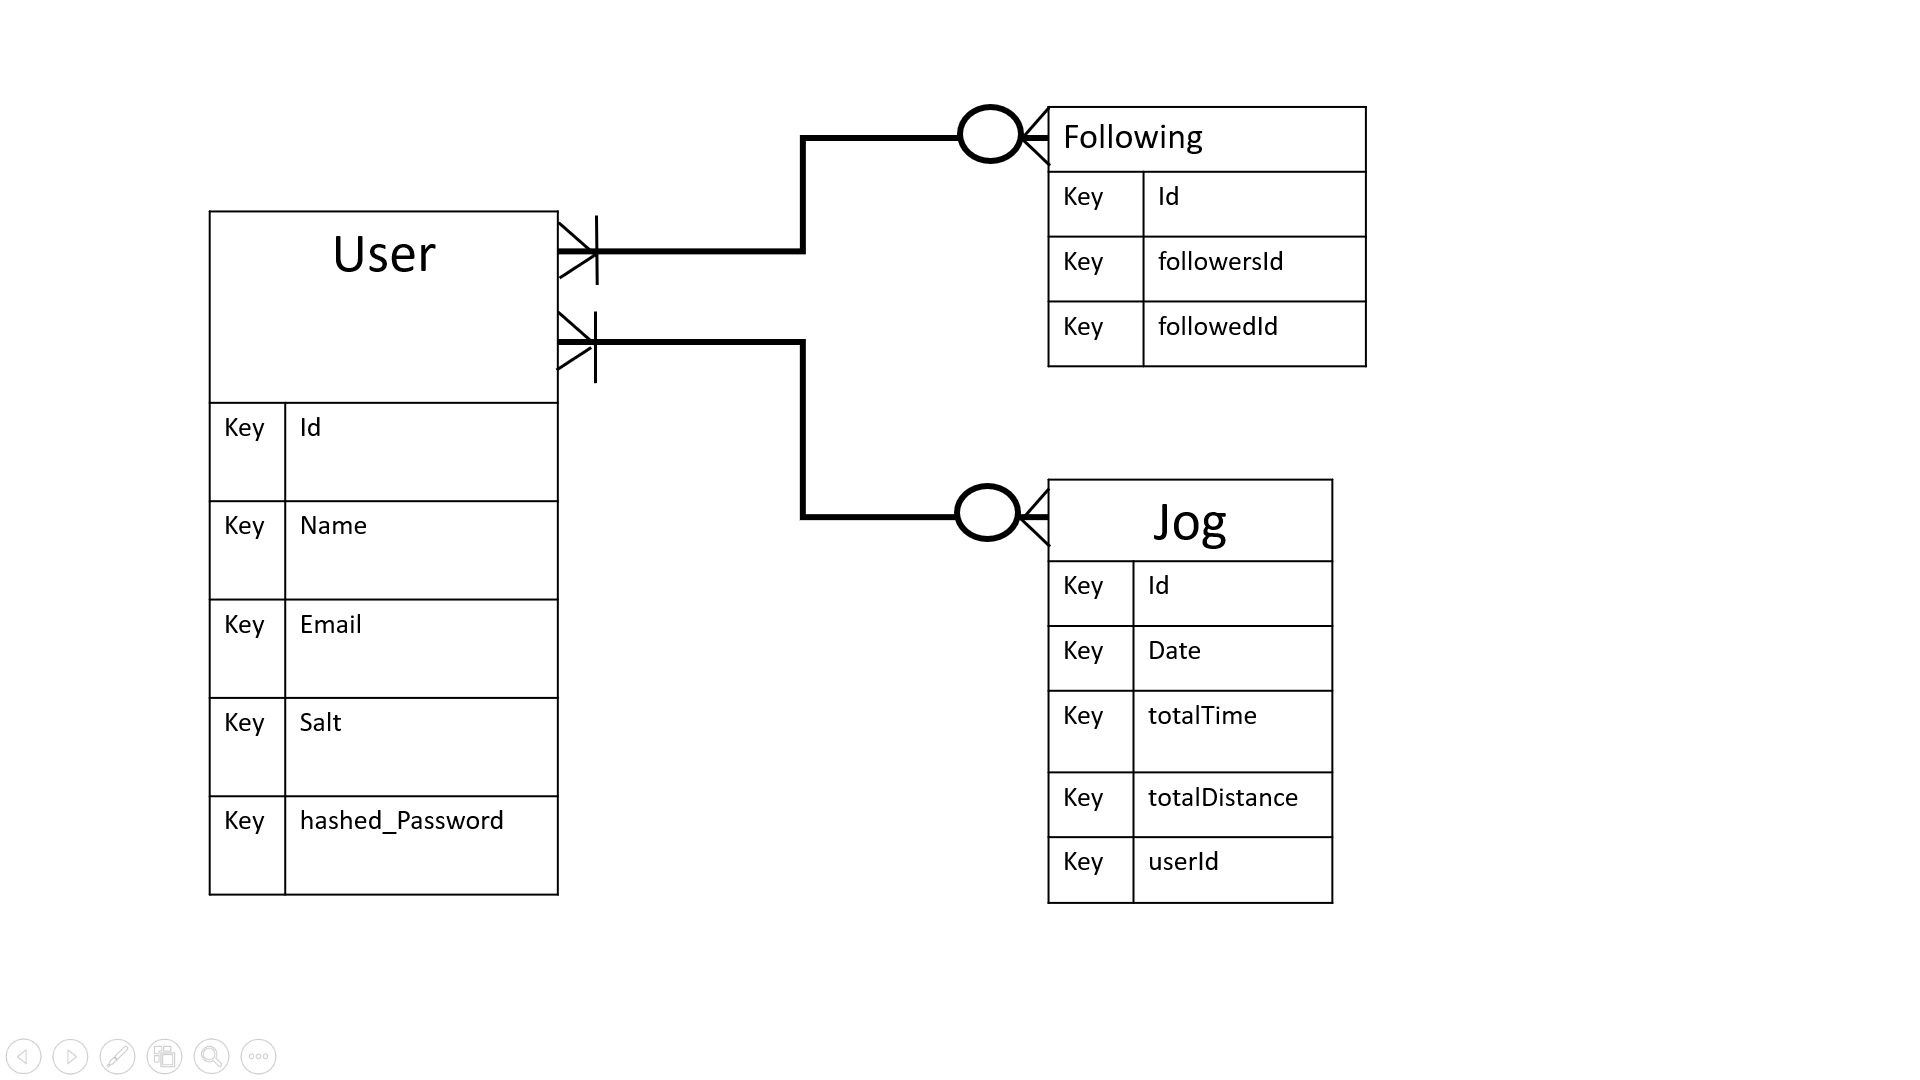 User
Key Id
Key Name
Key Email
Key Salt
Key hashed_Password
Following
Key Id
Key followersId
Key followedId
Jog
Key Id
Key Date
Key totalTime
Key totalDistance
Key userId